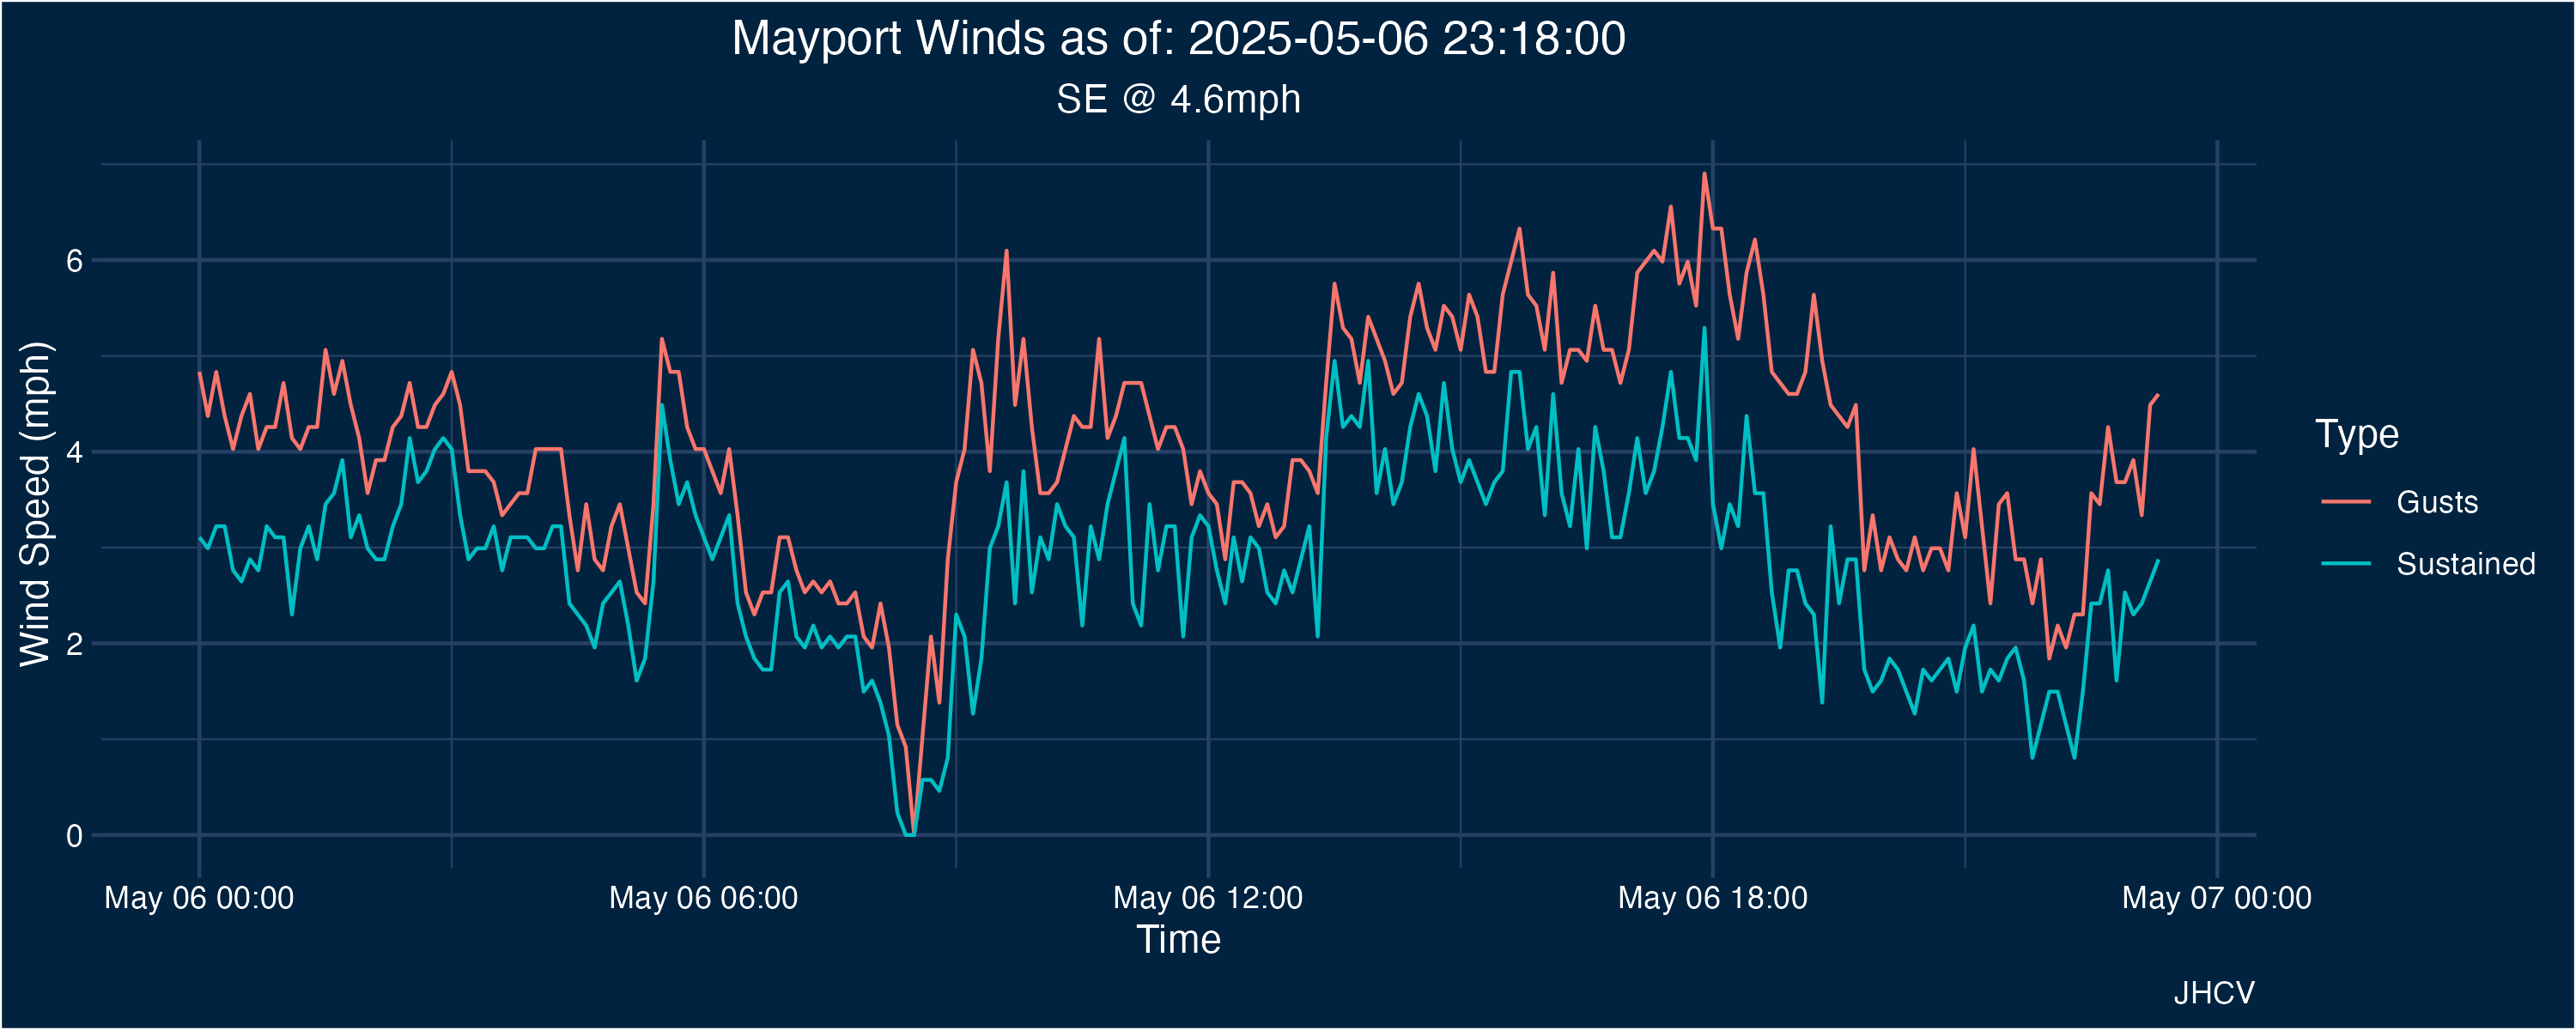 Mayport Winds as of: 2025-05-06 23:18:00
SE @ 4.6mph
Wind Speed (mph)
6
4
2
0
May 06 00:00 May 06 06:00 May 06 12:00 May 06 18:00 May 07 00:00
Time
Type
Gusts
Sustained
JHCV